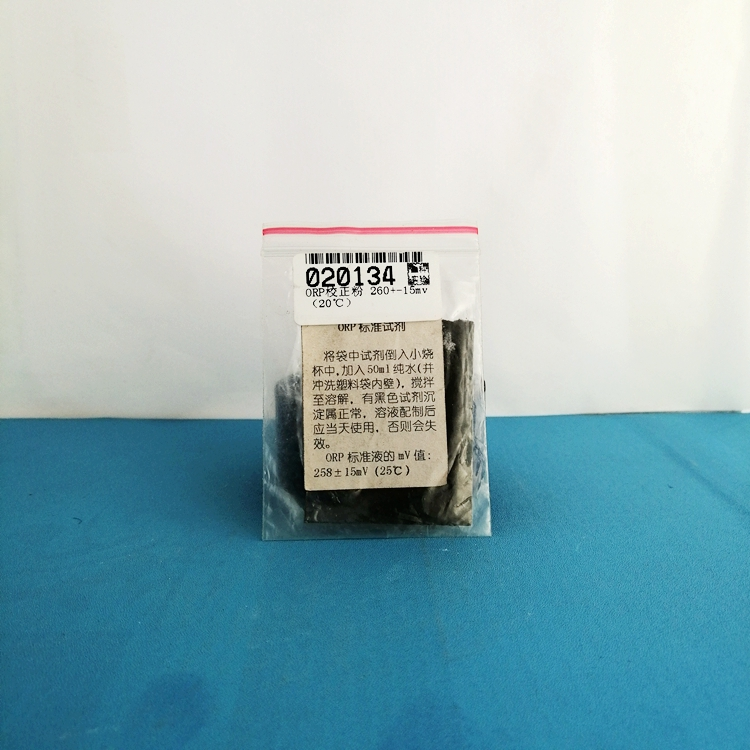 020134
ORP校正粉 260+-15mv
（20℃）
ORP标准试剂
将袋中试剂倒入小烧
杯中,加入50ml纯水(并
冲洗塑料袋内壁)，搅拌
至溶解，有黑色试剂沉
淀属正常，溶液配制后
应当天使用，否则会失
效。
ORP标准液的mV值:
258±15mV(25℃)